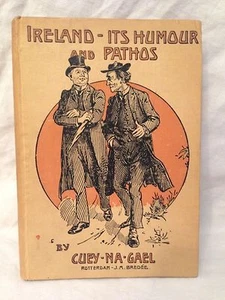 IRELAND - ITS HUMOUR
AND PATHOS
BY
CUEY-NA-GAEL
ROTTERDAM - J.M. BREDÉE.